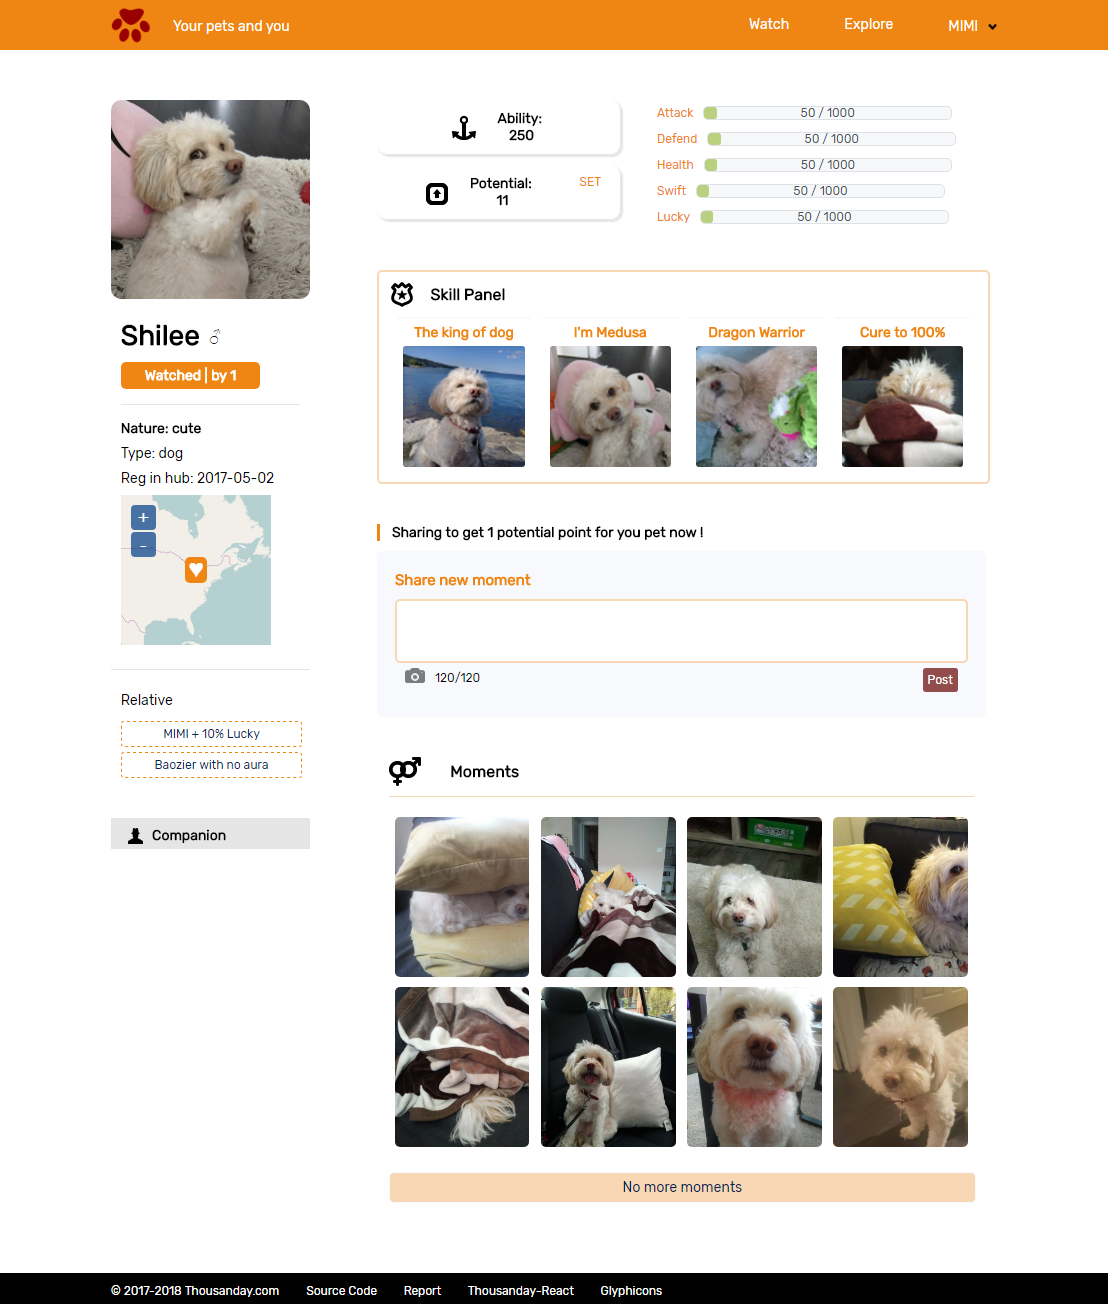 Your pets and you
Watch
Explore
MIMI
Shilee ♂
Watched | by 1
Nature: cute
Type: dog
Reg in hub: 2017-05-02
+
-
Relative
MIMI + 10% Lucky
Baozier with no aura
Companion
Ability:
250
Potential:
11
SET
Attack 50 / 1000
Defend 50 / 1000
Health 50 / 1000
Swift 50 / 1000
Lucky 50 / 1000
Skill Panel
The king of dog
I'm Medusa
Dragon Warrior
Cure to 100%
Sharing to get 1 potential point for you pet now !
Share new moment
120/120
Post
Moments
No more moments
© 2017-2018 Thousanday.com
Source Code
Report
Thousanday-React
Glyphicons